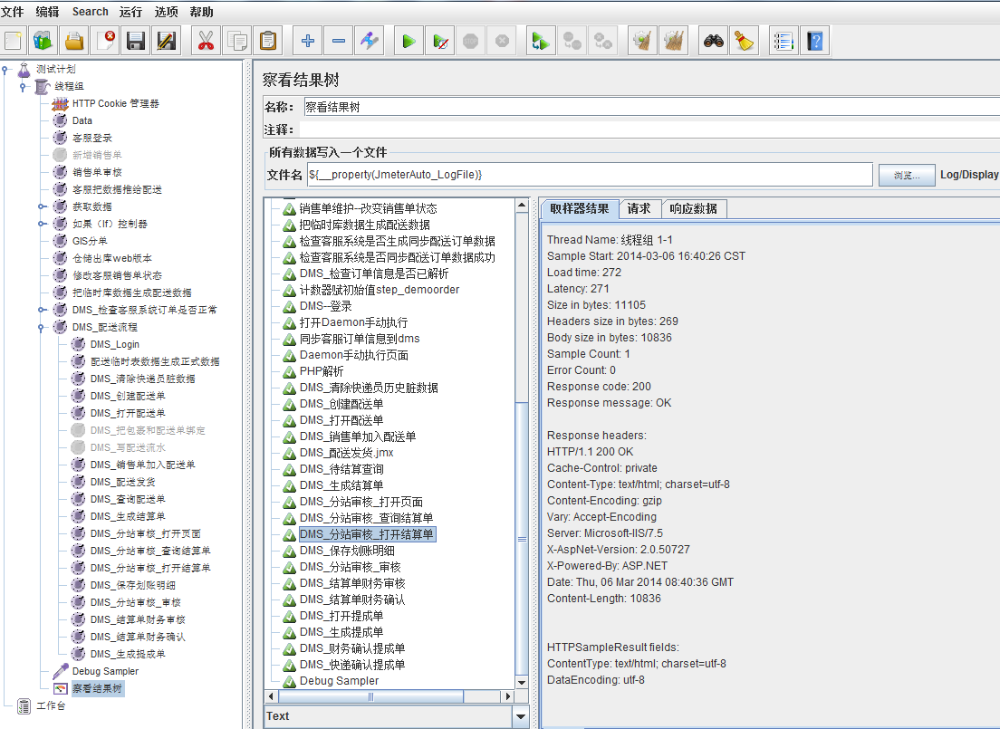 文件 编辑 Search 运行 选项 帮助
测试计划
线程组
HTTP Cookie 管理器
Data
客服登录
新增销售单
销售单审核
客服把数据推给配送
获取数据
如果（If）控制器
GIS分单
仓储出库web版本
修改客服销售单状态
把临时库数据生成配送数据
DMS_检查客服系统订单是否正常
DMS_配送流程
DMS_Login
配送临时表数据生成正式数据
DMS_清除快递员脏数据
DMS_创建配送单
DMS_打开配送单
DMS_把包裹和配送单绑定
DMS_写配送流水
DMS_销售单加入配送单
DMS_配送发货
DMS_查询配送单
DMS_生成结算单
DMS_分站审核_打开页面
DMS_分站审核_查询结算单
DMS_分站审核_打开结算单
DMS_保存划账明细
DMS_分站审核_审核
DMS_结算单财务审核
DMS_结算单财务确认
DMS_生成提成单
Debug Sampler
察看结果树
工作台
察看结果树
名称： 察看结果树
注释：
所有数据写入一个文件
文件名 ${__property(JmeterAuto_LogFile)} 浏览... Log/Display
销售单维护--改变销售单状态
把临时库数据生成配送数据
检查客服系统是否生成同步配送订单数据
检查客服系统是否同步配送订单数据成功
DMS_检查订单信息是否已解析
计数器赋初始值step_demoorder
DMS--登录
打开Daemon手动执行
同步客服订单信息到dms
Daemon手动执行页面
PHP解析
DMS_清除快递员历史脏数据
DMS_创建配送单
DMS_打开配送单
DMS_销售单加入配送单
DMS_配送发货.jmx
DMS_待结算查询
DMS_生成结算单
DMS_分站审核_打开页面
DMS_分站审核_查询结算单
DMS_分站审核_打开结算单
DMS_保存划账明细
DMS_分站审核_审核
DMS_结算单财务审核
DMS_结算单财务确认
DMS_打开提成单
DMS_生成提成单
DMS_财务确认提成单
DMS_快递确认提成单
Debug Sampler
Text
取样器结果 请求 响应数据
Thread Name: 线程组 1-1
Sample Start: 2014-03-06 16:40:26 CST
Load time: 272
Latency: 271
Size in bytes: 11105
Headers size in bytes: 269
Body size in bytes: 10836
Sample Count: 1
Error Count: 0
Response code: 200
Response message: OK
Response headers:
HTTP/1.1 200 OK
Cache-Control: private
Content-Type: text/html; charset=utf-8
Content-Encoding: gzip
Vary: Accept-Encoding
Server: Microsoft-IIS/7.5
X-AspNet-Version: 2.0.50727
X-Powered-By: ASP.NET
Date: Thu, 06 Mar 2014 08:40:36 GMT
Content-Length: 10836
HTTPSampleResult fields:
ContentType: text/html; charset=utf-8
DataEncoding: utf-8